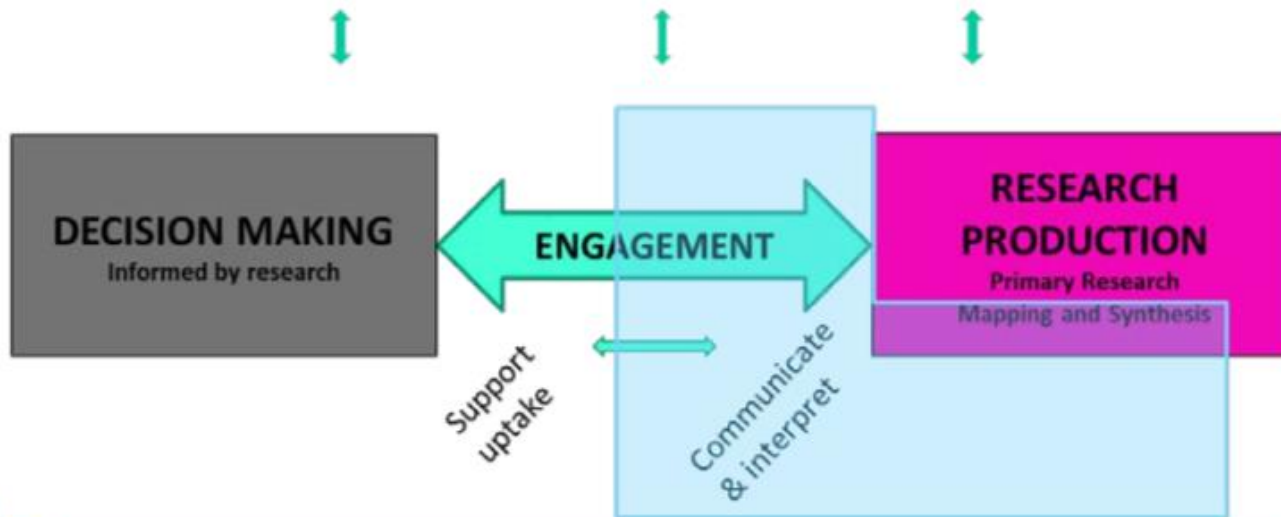 DECISION MAKING
Informed by research
ENGAGEMENT
RESEARCH
PRODUCTION
Primary Research
Mapping and Synthesis
Support
uptake
Communicate
& interpret